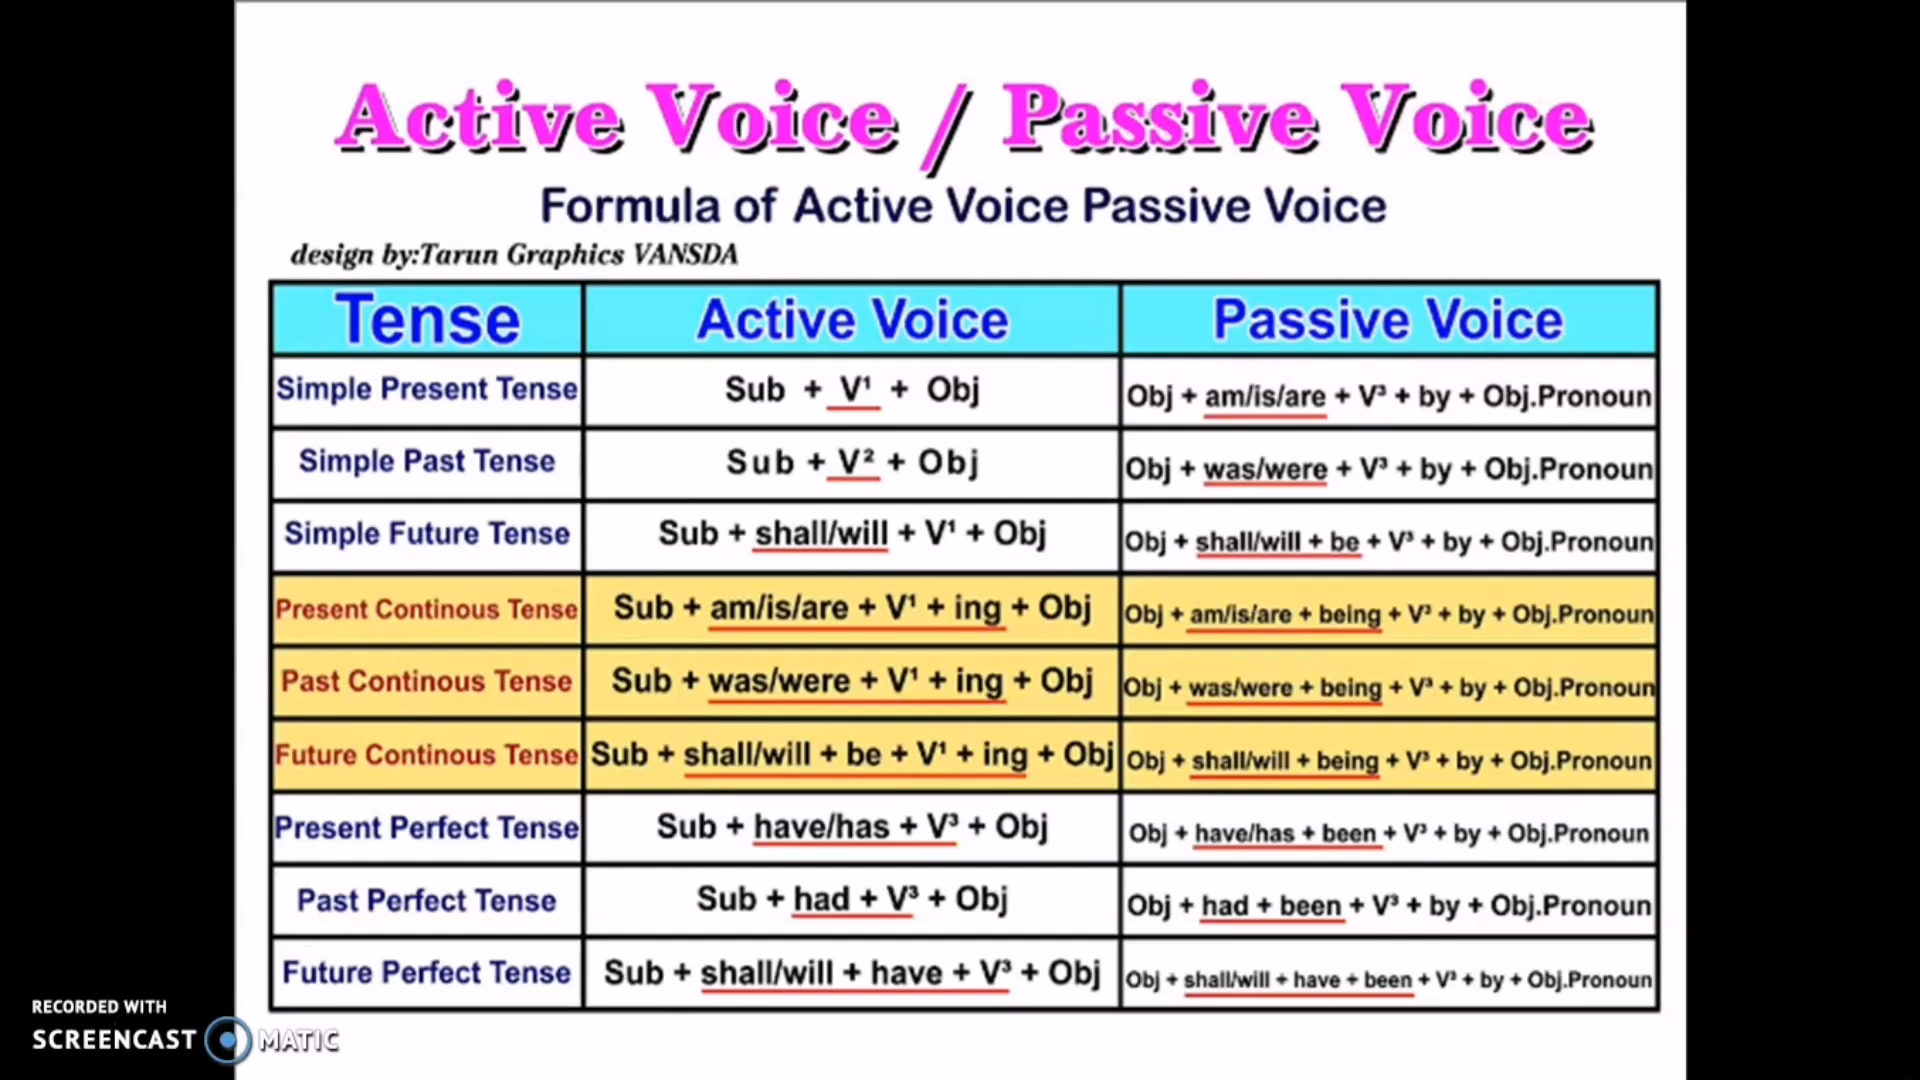 Active Voice / Passive Voice
Formula of Active Voice Passive Voice
design by:Tarun Graphics VANSDA
Tense Active Voice Passive Voice
Simple Present Tense Sub + V¹ + Obj Obj + am/is/are + V³ + by + Obj.Pronoun
Simple Past Tense Sub + V² + Obj Obj + was/were + V³ + by + Obj.Pronoun
Simple Future Tense Sub + shall/will + V¹ + Obj Obj + shall/will + be + V³ + by + Obj.Pronoun
Present Continous Tense Sub + am/is/are + V¹ + ing + Obj Obj + am/is/are + being + V³ + by + Obj.Pronoun
Past Continous Tense Sub + was/were + V¹ + ing + Obj Obj + was/were + being + V³ + by + Obj.Pronoun
Future Continous Tense Sub + shall/will + be + V¹ + ing + Obj Obj + shall/will + being + V³ + by + Obj.Pronoun
Present Perfect Tense Sub + have/has + V³ + Obj Obj + have/has + been + V³ + by + Obj.Pronoun
Past Perfect Tense Sub + had + V³ + Obj Obj + had + been + V³ + by + Obj.Pronoun
Future Perfect Tense Sub + shall/will + have + V³ + Obj Obj + shall/will + have + been + V³ + by + Obj.Pronoun
RECORDED WITH
SCREENCAST MATIC